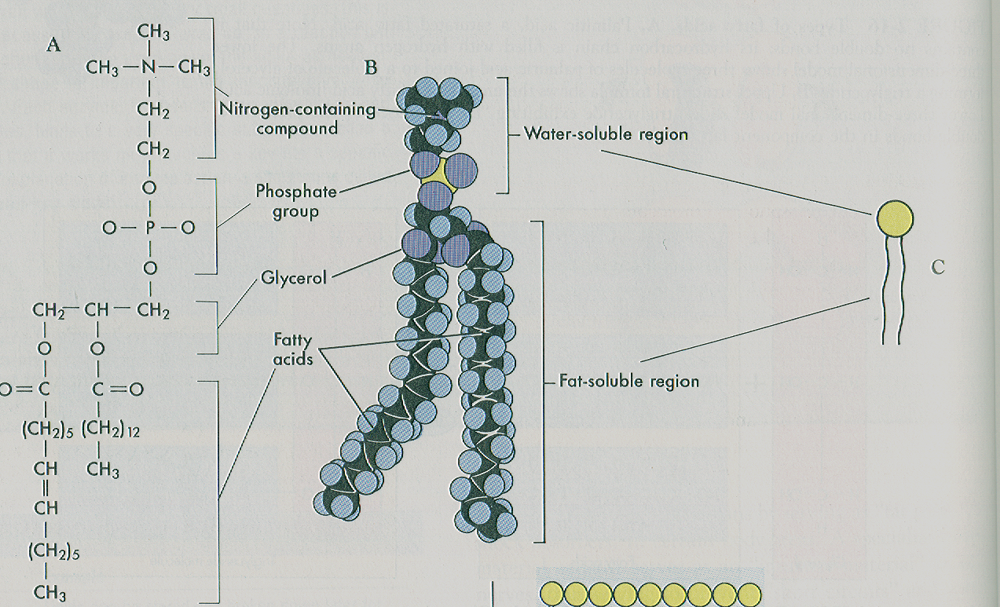 A
CH3
CH3—N—CH3
CH2
CH2
O
O—P—O
O
CH2—CH—CH2
O O
O=C C=O
(CH2)5 (CH2)12
CH CH3
CH
(CH2)5
CH3
Nitrogen-containing
compound
Phosphate
group
Glycerol
Fatty
acids
B
Water-soluble region
Fat-soluble region
C